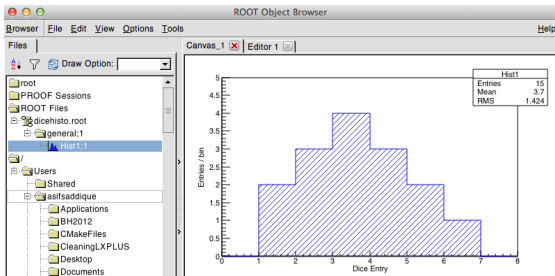 ROOT Object Browser
Browser File Edit View Options Tools Help
Files
Canvas_1 Editor 1
Draw Option:
root
PROOF Sessions
ROOT Files
dicehisto.root
general;1
Hist1;1
/
Users
Shared
asifsaddique
Applications
BH2012
CMakeFiles
CleaningLXPLUS
Desktop
Documents
Hist1
Entries 15
Mean 3.7
RMS 1.424
Entries / bin
5
4.5
4
3.5
3
2.5
2
1.5
1
0.5
0
0 1 2 3 4 5 6 7 8
Dice Entry